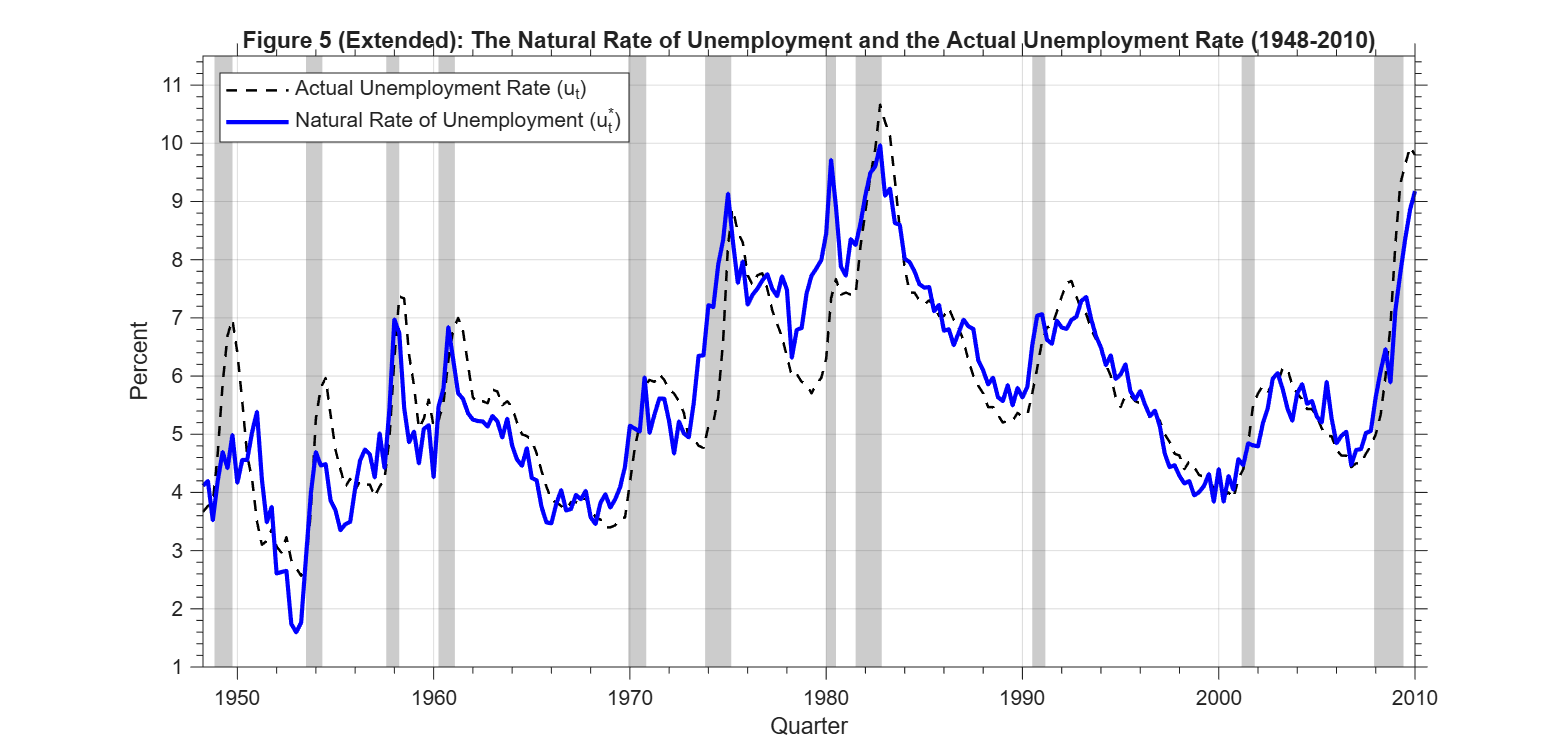 Figure 5 (Extended): The Natural Rate of Unemployment and the Actual Unemployment Rate (1948-2010)
Actual Unemployment Rate (u_t)
Natural Rate of Unemployment (u_t^*)
11
10
9
8
7
6
5
4
3
2
1
Percent
1950 1960 1970 1980 1990 2000 2010
Quarter